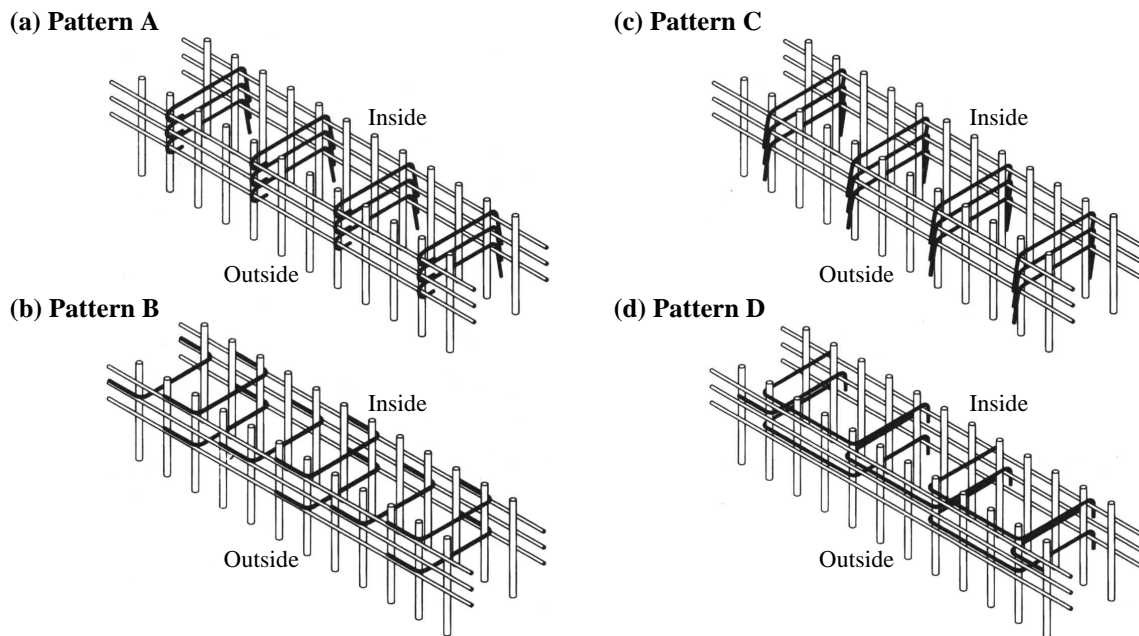 (a) Pattern A
Inside
Outside
(b) Pattern B
Inside
Outside
(c) Pattern C
Inside
Outside
(d) Pattern D
Inside
Outside